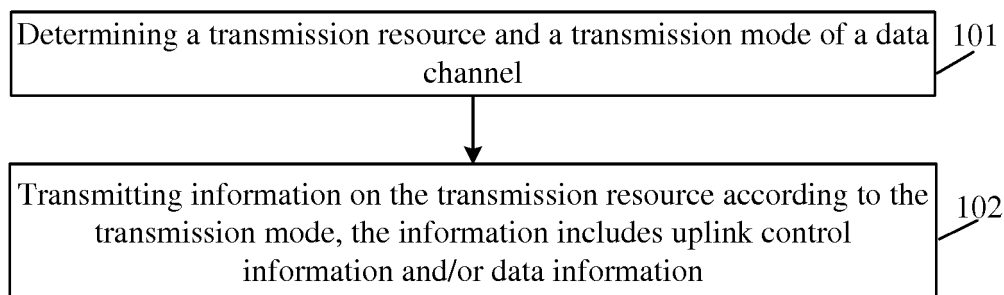 Determining a transmission resource and a transmission mode of a data
channel
101
Transmitting information on the transmission resource according to the
transmission mode, the information includes uplink control
information and/or data information
102